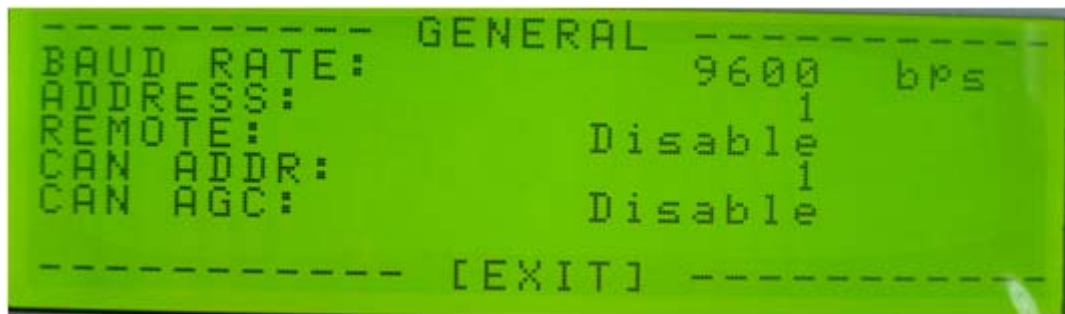 ----------- GENERAL ------------
BAUD RATE: 9600 bps
ADDRESS: 1
REMOTE: Disable
CAN ADDR: 1
CAN AGC: Disable
------------ [EXIT] ------------